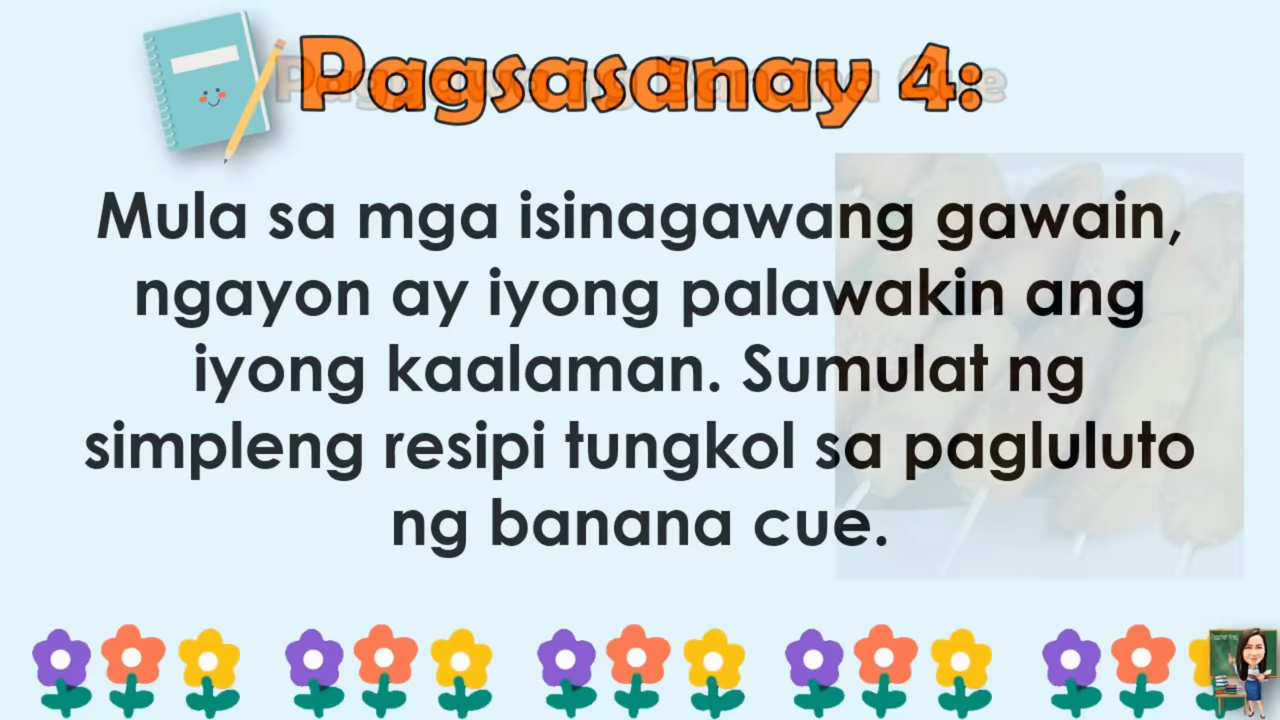 Pagsasanay 4:
Mula sa mga isinagawang gawain,
ngayon ay iyong palawakin ang
iyong kaalaman. Sumulat ng
simpleng resipi tungkol sa pagluluto
ng banana cue.